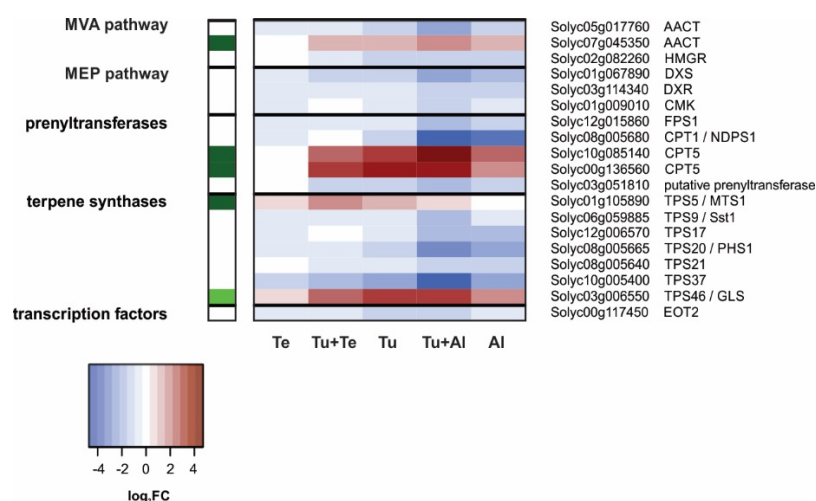 MVA pathway
Solyc05g017760 AACT
Solyc07g045350 AACT
Solyc02g082260 HMGR
MEP pathway
Solyc01g067890 DXS
Solyc03g114340 DXR
Solyc01g009010 CMK
prenyltransferases
Solyc12g015860 FPS1
Solyc08g005680 CPT1 / NDPS1
Solyc10g085140 CPT5
Solyc00g136560 CPT5
Solyc03g051810 putative prenyltransferase
terpene synthases
Solyc01g105890 TPS5 / MTS1
Solyc06g059885 TPS9 / Sst1
Solyc12g006570 TPS17
Solyc08g005665 TPS20 / PHS1
Solyc08g005640 TPS21
Solyc10g005400 TPS37
Solyc03g006550 TPS46 / GLS
transcription factors
Solyc00g117450 EOT2
Te Tu+Te Tu Tu+Al Al
-4 -2 0 2 4
log₂FC